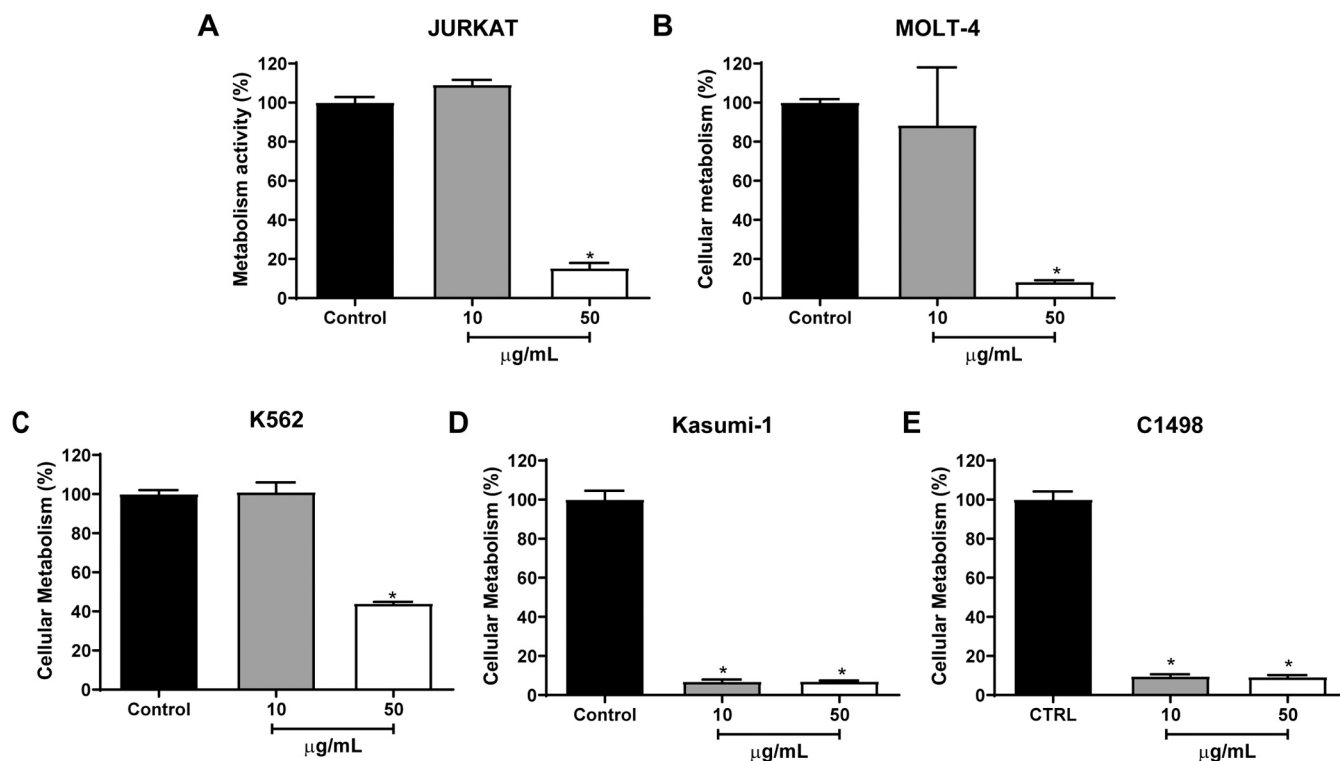 A
JURKAT
Metabolism activity (%)
120
100
80
60
40
20
0
*
Control
10
50
μg/mL
B
MOLT-4
Cellular metabolism (%)
120
100
80
60
40
20
0
*
Control
10
50
μg/mL
C
K562
Cellular Metabolism (%)
120
100
80
60
40
20
0
*
Control
10
50
μg/mL
D
Kasumi-1
Cellular Metabolism (%)
120
100
80
60
40
20
0
*
*
Control
10
50
μg/mL
E
C1498
Cellular Metabolism (%)
120
100
80
60
40
20
0
*
*
CTRL
10
50
μg/mL